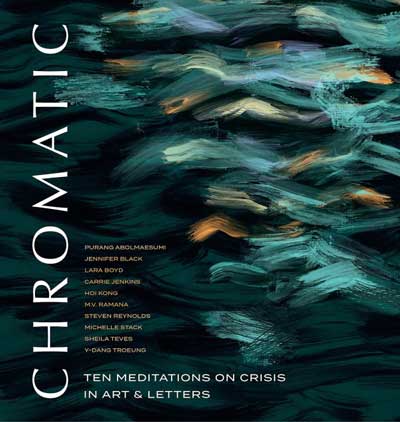 CHROMATIC
PURANG ABOLMAESUMI
JENNIFER BLACK
LARA BOYD
CARRIE JENKINS
HOI KONG
M.V. RAMANA
STEVEN REYNOLDS
MICHELLE STACK
SHEILA TEVES
Y-DANG TROEUNG
TEN MEDITATIONS ON CRISIS
IN ART & LETTERS